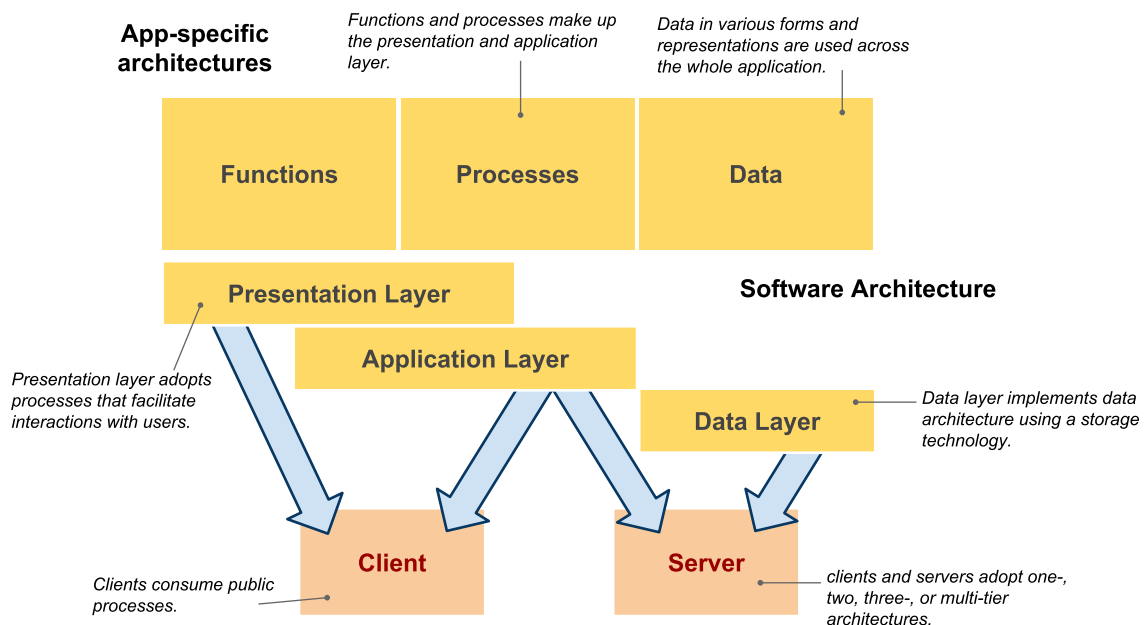 App-specific
architectures
Functions and processes make up
the presentation and application
layer.
Data in various forms and
representations are used across
the whole application.
Functions
Processes
Data
Presentation Layer
Software Architecture
Application Layer
Presentation layer adopts
processes that facilitate
interactions with users.
Data Layer
Data layer implements data
architecture using a storage
technology.
Client
Server
Clients consume public
processes.
clients and servers adopt one-,
two, three-, or multi-tier
architectures.